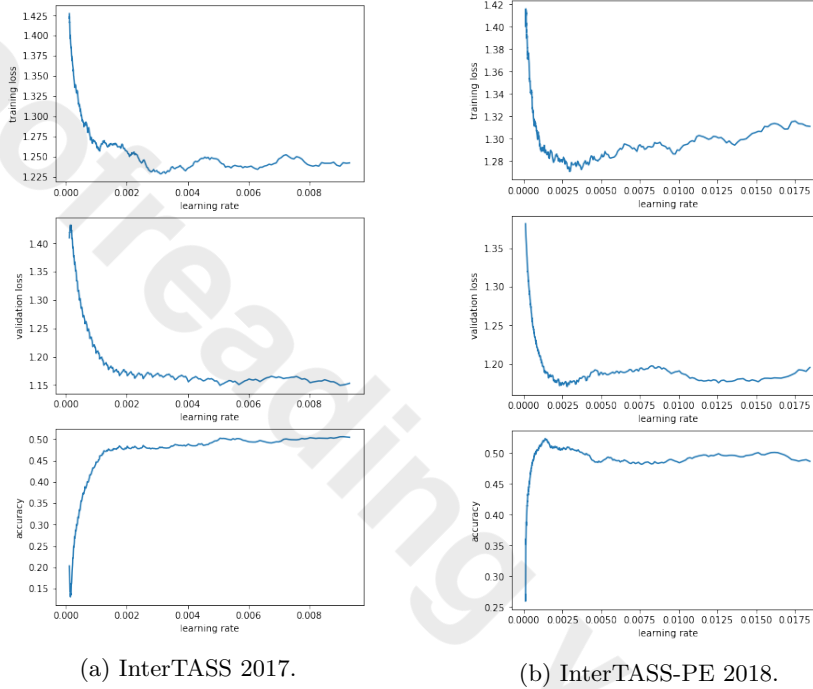 1.425
1.400
1.375
1.350
1.325
1.300
1.275
1.250
1.225
training loss
0.000 0.002 0.004 0.006 0.008
learning rate
1.40
1.35
1.30
1.25
1.20
1.15
validation loss
0.000 0.002 0.004 0.006 0.008
learning rate
0.50
0.45
0.40
0.35
0.30
0.25
0.20
0.15
accuracy
0.000 0.002 0.004 0.006 0.008
learning rate
(a) InterTASS 2017.
1.42
1.40
1.38
1.36
1.34
1.32
1.30
1.28
training loss
0.0000 0.0025 0.0050 0.0075 0.0100 0.0125 0.0150 0.0175
learning rate
1.35
1.30
1.25
1.20
validation loss
0.0000 0.0025 0.0050 0.0075 0.0100 0.0125 0.0150 0.0175
learning rate
0.50
0.45
0.40
0.35
0.30
0.25
accuracy
0.0000 0.0025 0.0050 0.0075 0.0100 0.0125 0.0150 0.0175
learning rate
(b) InterTASS-PE 2018.
ofreading v